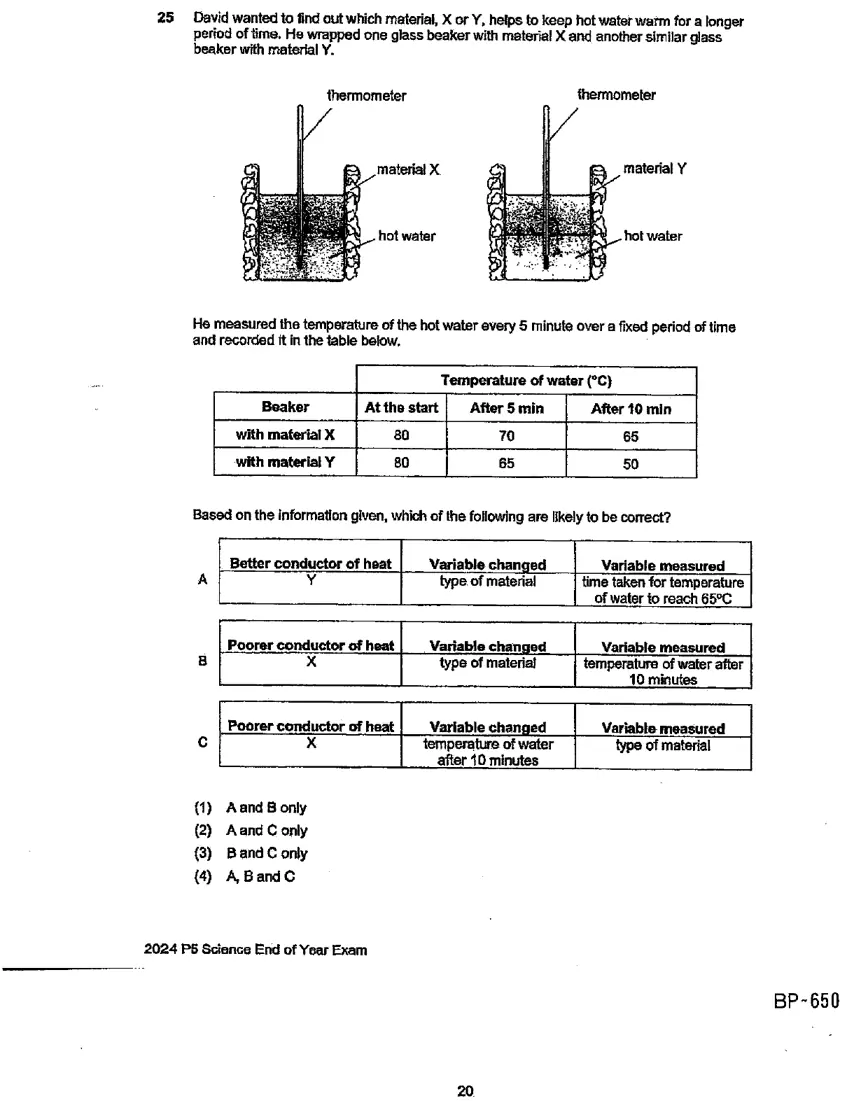 25 David wanted to find out which material, X or Y, helps to keep hot water warm for a longer
period of time. He wrapped one glass beaker with material X and another similar glass
beaker with material Y.
thermometer thermometer
material X material Y
hot water hot water
He measured the temperature of the hot water every 5 minute over a fixed period of time
and recorded it in the table below.
Temperature of water (°C)
Beaker At the start After 5 min After 10 min
with material X 80 70 65
with material Y 80 65 50
Based on the information given, which of the following are likely to be correct?
Better conductor of heat Variable changed Variable measured
A Y type of material time taken for temperature
of water to reach 65°C
Poorer conductor of heat Variable changed Variable measured
B X type of material temperature of water after
10 minutes
Poorer conductor of heat Variable changed Variable measured
C X temperature of water type of material
after 10 minutes
(1) A and B only
(2) A and C only
(3) B and C only
(4) A, B and C
2024 P5 Science End of Year Exam
BP-650
20